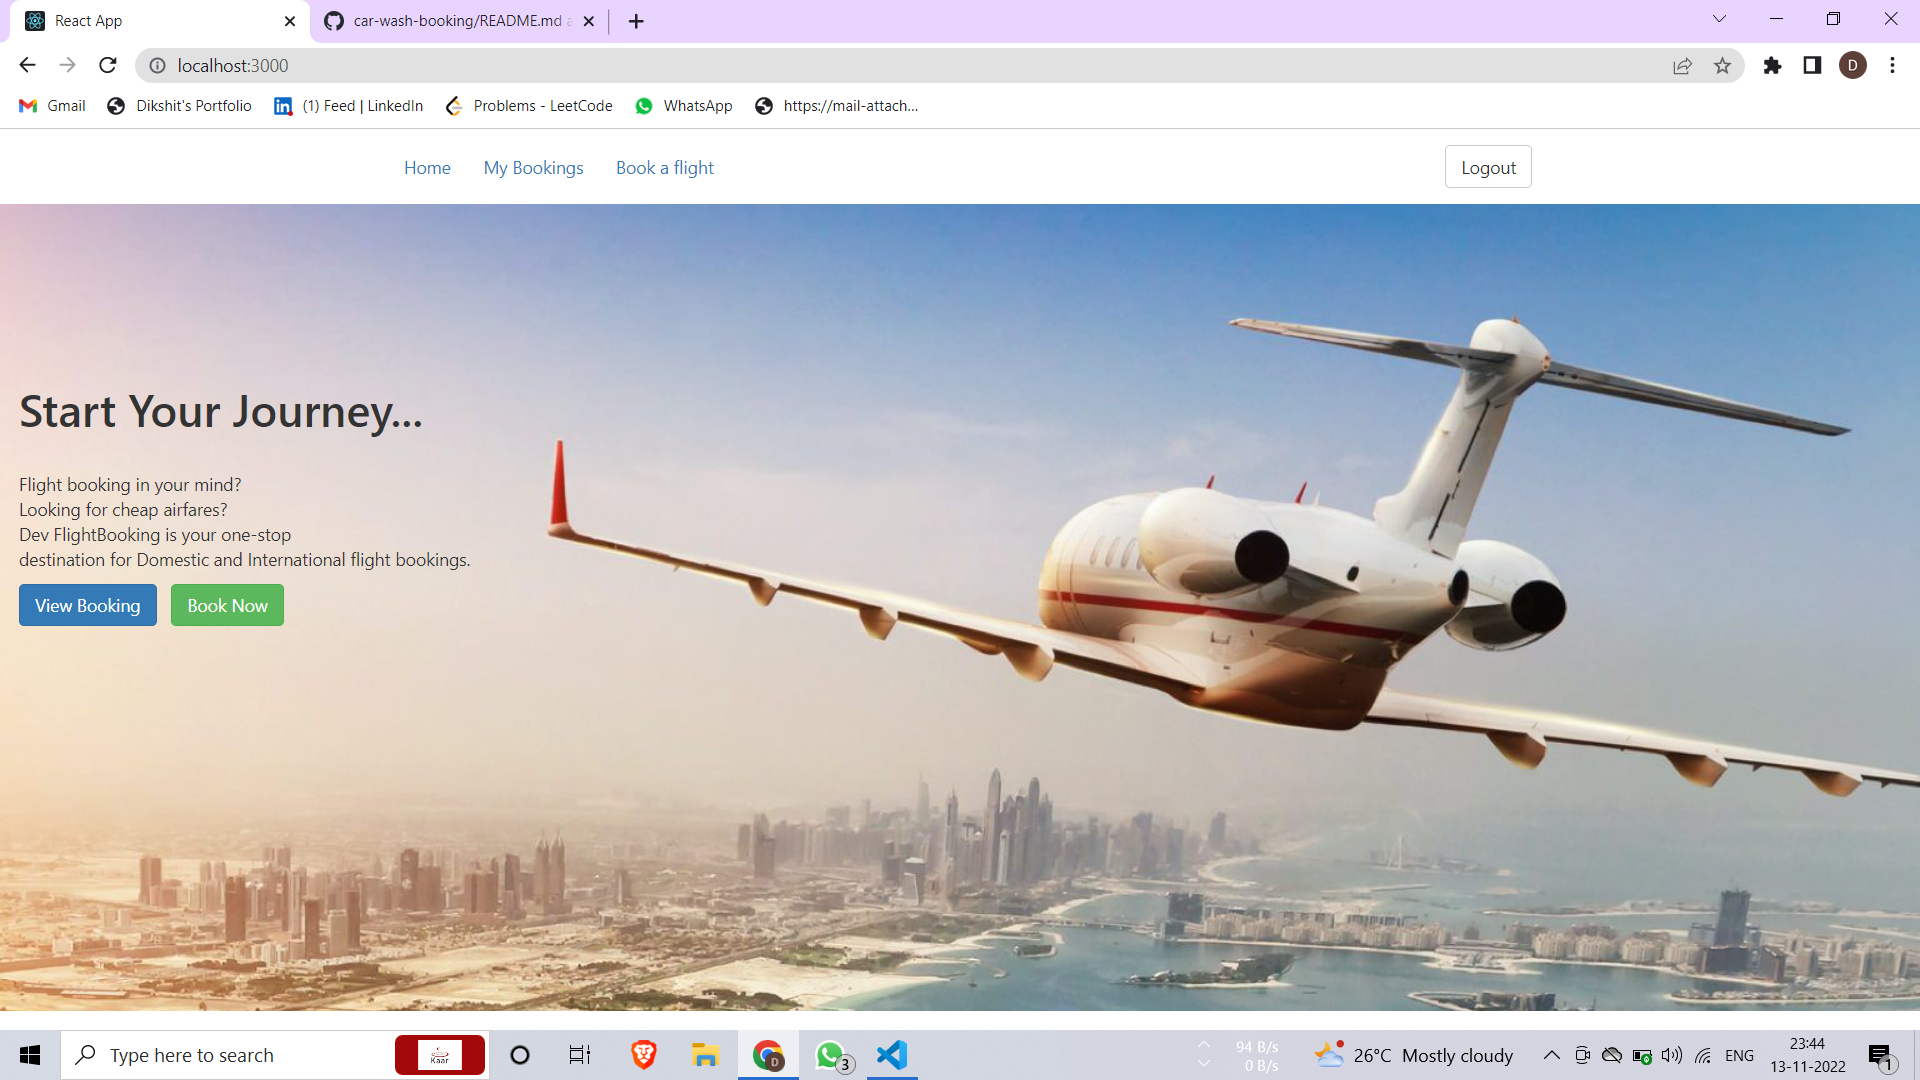 React App
car-wash-booking/README.md a
localhost:3000
D
Gmail
Dikshit's Portfolio
in
(1) Feed | LinkedIn
Problems - LeetCode
WhatsApp
https://mail-attach...
Home
My Bookings
Book a flight
Logout
Start Your Journey...
Flight booking in your mind?
Looking for cheap airfares?
Dev FlightBooking is your one-stop
destination for Domestic and International flight bookings.
View Booking
Book Now
Type here to search
Kaar
D
3
94 B/s
0 B/s
26°C Mostly cloudy
ENG
23:44
13-11-2022
1